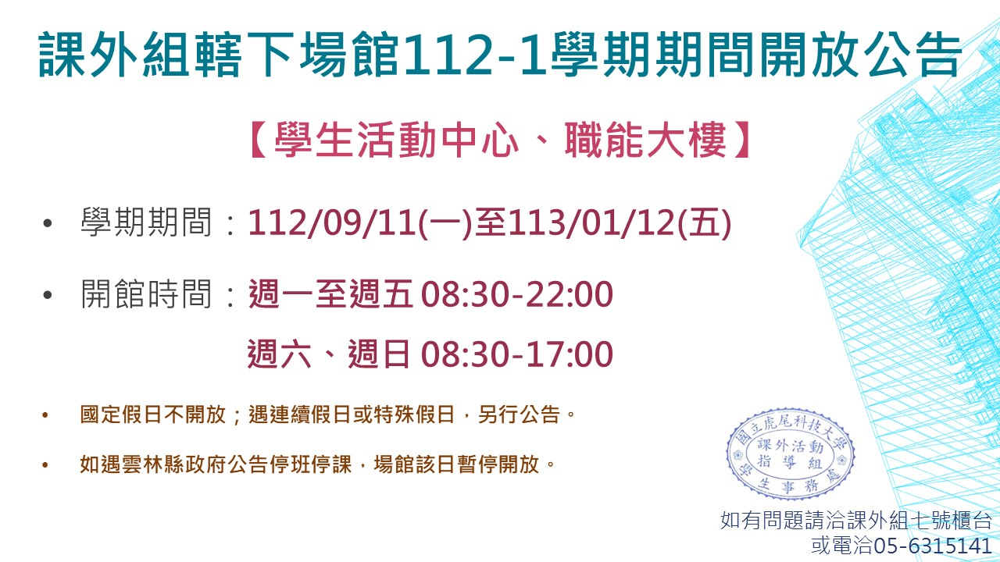 課外組轄下場館112-1學期期間開放公告
【學生活動中心、職能大樓】
• 學期期間：112/09/11(一)至113/01/12(五)
• 開館時間：週一至週五 08:30-22:00
週六、週日 08:30-17:00
• 國定假日不開放；遇連續假日或特殊假日，另行公告。
• 如遇雲林縣政府公告停班停課，場館該日暫停開放。
國立虎尾科技大學
課外活動
指導組
學生事務處
如有問題請洽課外組七號櫃台
或電洽05-6315141